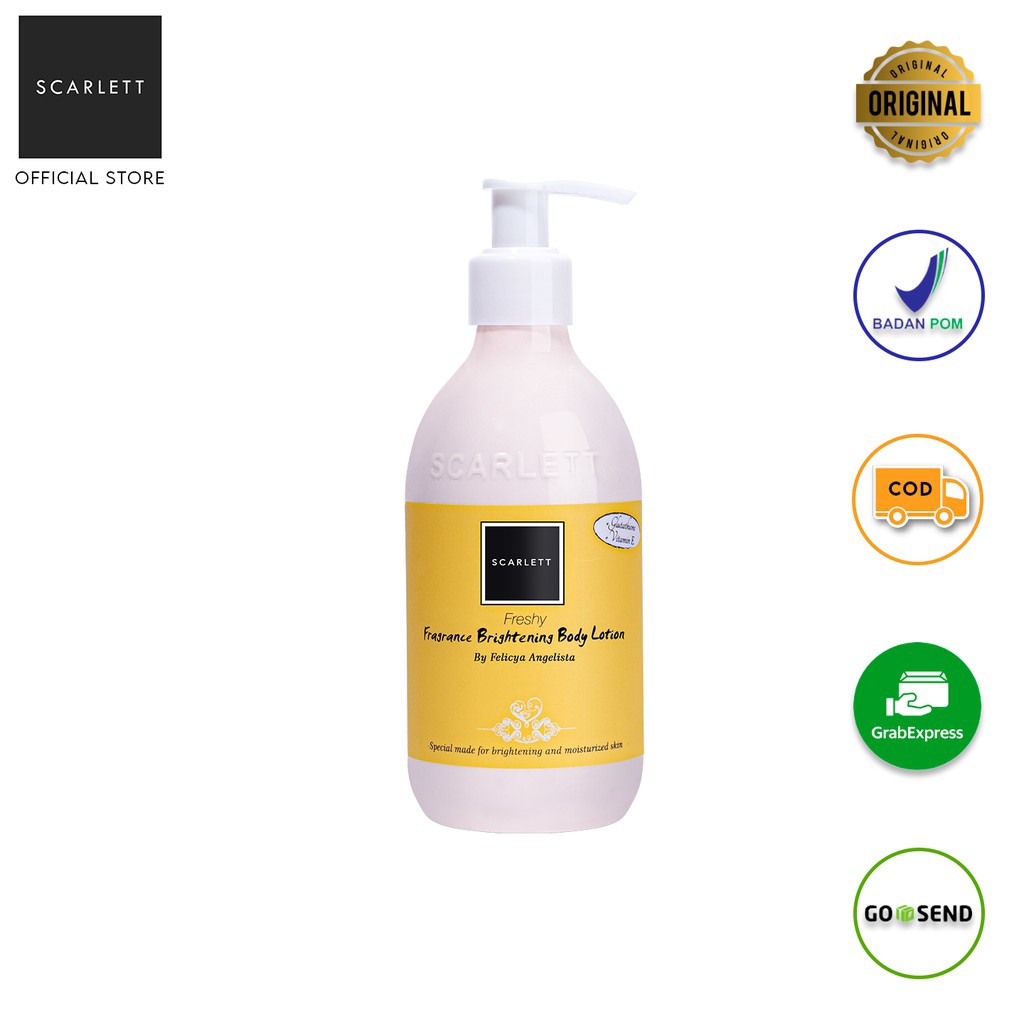 SCARLETT
OFFICIAL STORE
SCARLETT
Glutathione
Vitamin E
SCARLETT
Freshy
Fragrance Brightening Body Lotion
By Felicya Angelista
Special made for brightening and moisturized skin
ORIGINAL
ORIGINAL
ORIGINAL
BADAN POM
COD
GrabExpress
GO SEND